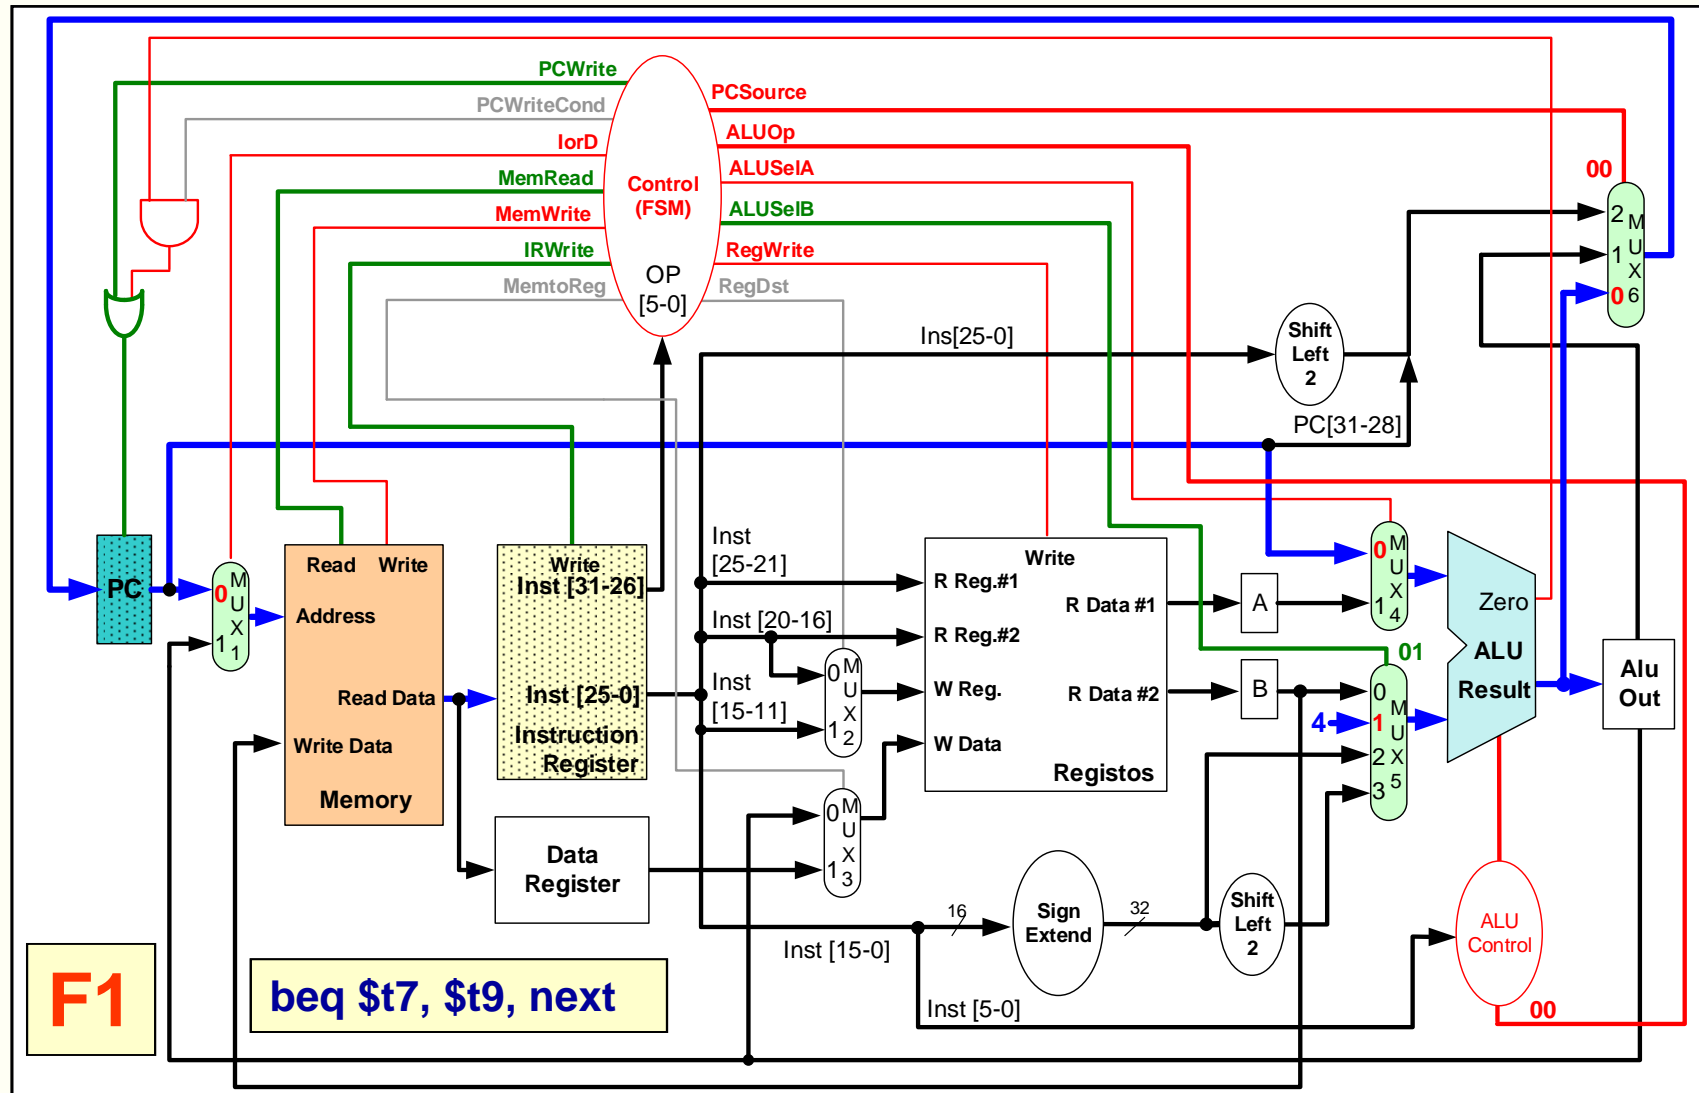 PCWrite
PCWriteCond
IorD
MemRead
MemWrite
IRWrite
MemtoReg
Control
(FSM)
OP
[5-0]
PCSource
ALUOp
ALUSelA
ALUSelB
RegWrite
RegDst
00
2
1
0
M
U
X
6
Ins[25-0]
Shift
Left
2
PC[31-28]
PC
0
1
M
U
X
1
Read
Write
Address
Read Data
Write Data
Memory
Write
Inst [31-26]
Inst [25-0]
Instruction
Register
Data
Register
Inst
[25-21]
Inst [20-16]
Inst
[15-11]
0
1
M
U
X
2
0
1
M
U
X
3
Write
R Reg.#1
R Reg.#2
W Reg.
W Data
R Data #1
R Data #2
Registos
A
B
0
1
M
U
X
4
01
4
0
1
2
3
M
U
X
5
Zero
ALU
Result
Alu
Out
Inst [15-0]
16
Sign
Extend
32
Shift
Left
2
ALU
Control
Inst [5-0]
00
F1
beq $t7, $t9, next